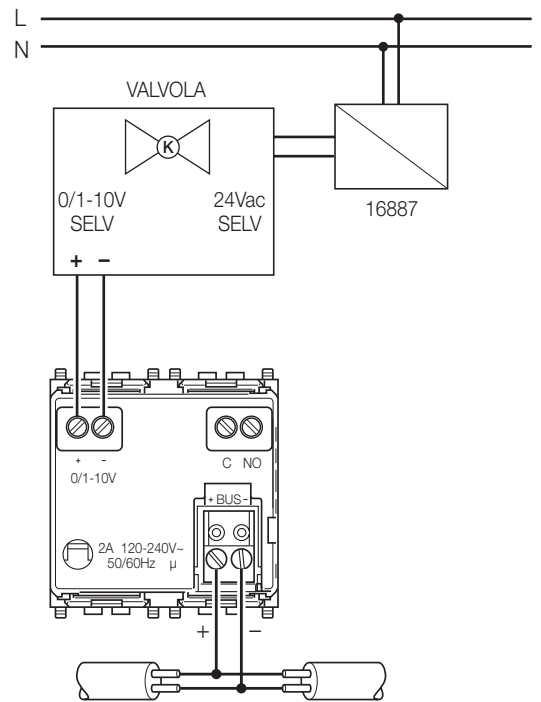 L
N
VALVOLA
K
0/1-10V
SELV
24Vac
SELV
+ −
16887
+ -
0/1-10V
C NO
+ BUS -
2A 120-240V~
50/60Hz µ
+ −